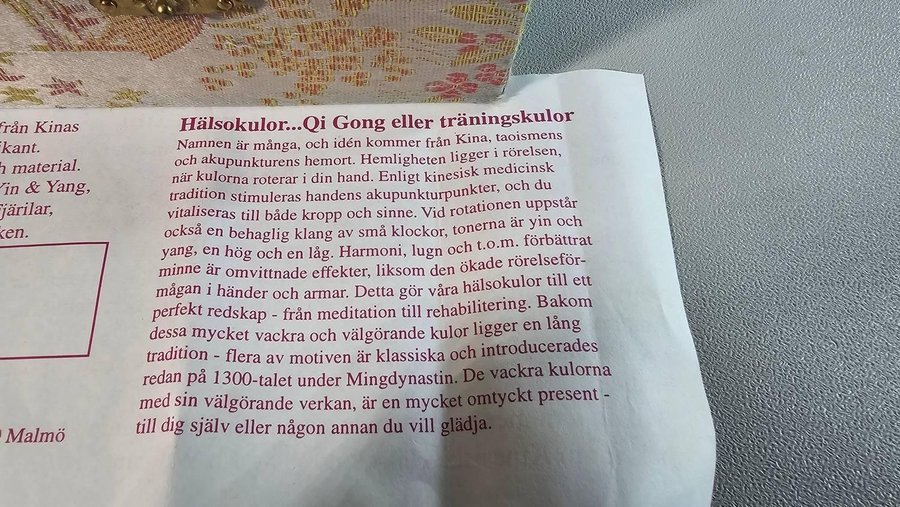 från Kinas
kant.
material.
Yin & Yang,
fjärilar,
ken.
Malmö
Hälsokulor...Qi Gong eller träningskulor
Namnen är många, och idén kommer från Kina, taoismens
och akupunkturens hemort. Hemligheten ligger i rörelsen,
när kulorna roterar i din hand. Enligt kinesisk medicinsk
tradition stimuleras handens akupunkturpunkter, och du
vitaliseras till både kropp och sinne. Vid rotationen uppstår
också en behaglig klang av små klockor, tonerna är yin och
yang, en hög och en låg. Harmoni, lugn och t.o.m. förbättrat
minne är omvittnade effekter, liksom den ökade rörelseför-
mågan i händer och armar. Detta gör våra hälsokulor till ett
perfekt redskap - från meditation till rehabilitering. Bakom
dessa mycket vackra och välgörande kulor ligger en lång
tradition - flera av motiven är klassiska och introducerades
redan på 1300-talet under Mingdynastin. De vackra kulorna
med sin välgörande verkan, är en mycket omtyckt present -
till dig själv eller någon annan du vill glädja.